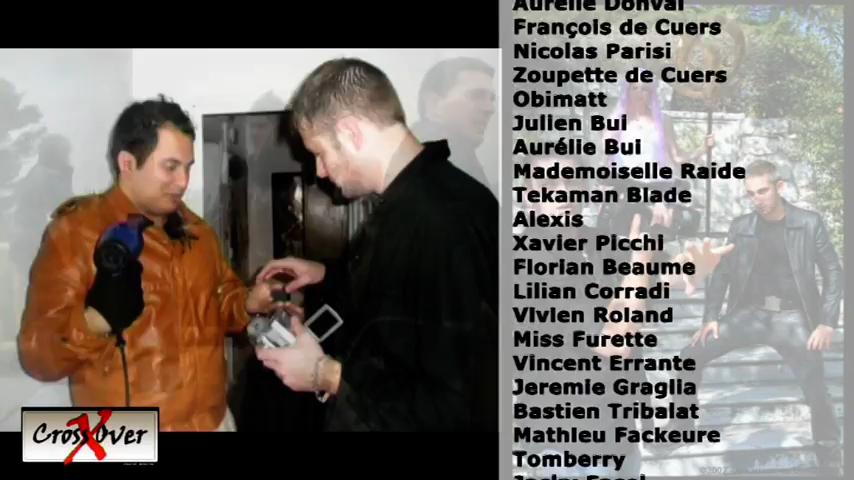 Aurélie Donval
François de Cuers
Nicolas Parisi
Zoupette de Cuers
Obimatt
Julien Bui
Aurélie Bui
Mademoiselle Raide
Tekaman Blade
Alexis
Xavier Picchi
Florian Beaume
Lilian Corradi
Vivien Roland
Miss Furette
Vincent Errante
Jeremie Graglia
Bastien Tribalat
Mathieu Fackeure
Tomberry
CrossOver